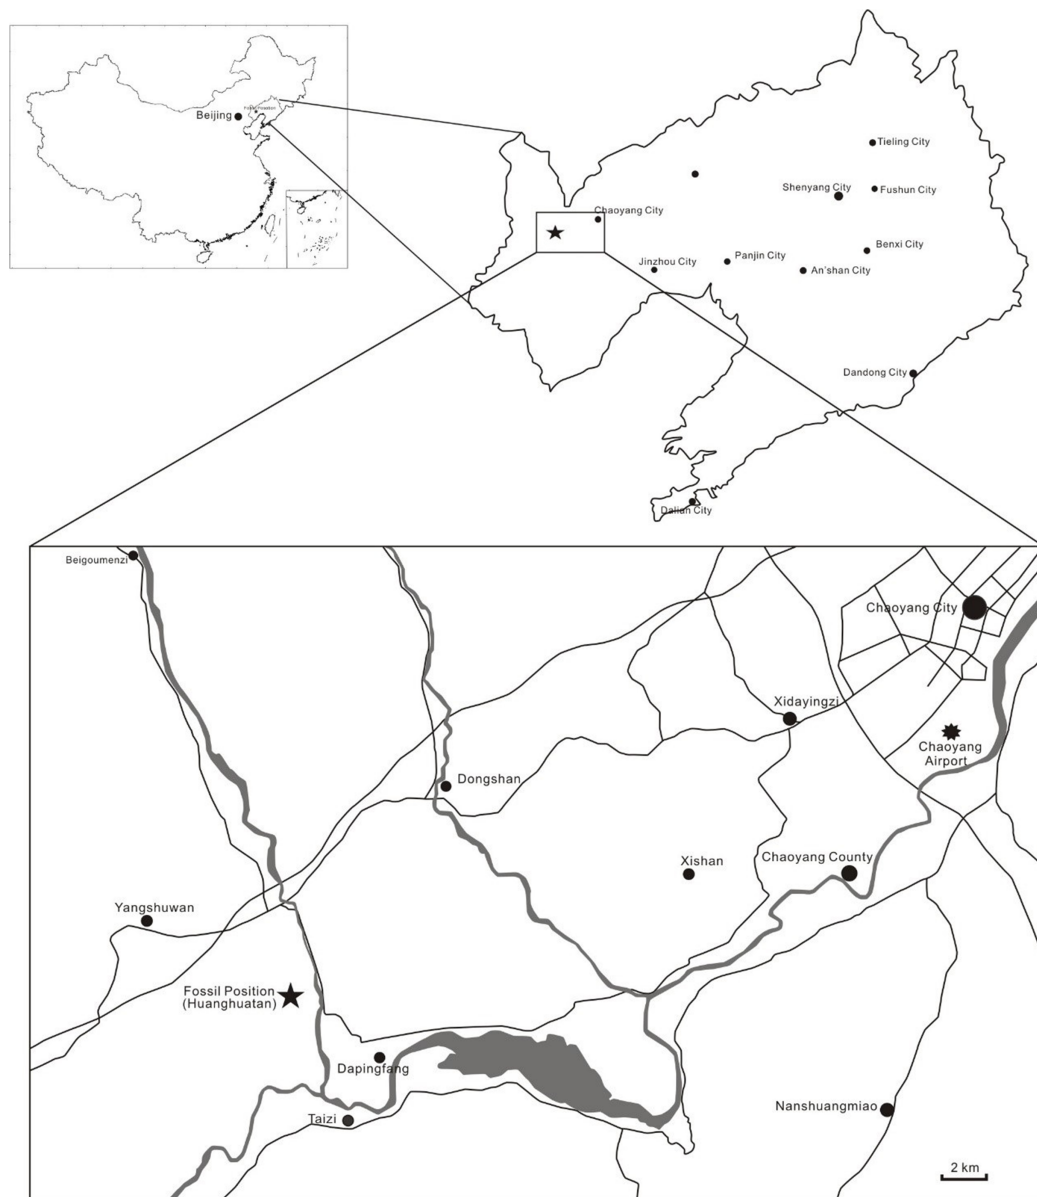 Fossil Position
Beijing
Tieling City
Shenyang City
Fushun City
Chaoyang City
Benxi City
Panjin City
Jinzhou City
An'shan City
Dandong City
Dalian City
Beigoumenzi
Chaoyang City
Xidayingzi
Chaoyang
Airport
Dongshan
Xishan
Chaoyang County
Yangshuwan
Fossil Position
(Huanghuatan)
Dapingfang
Taizi
Nanshuangmiao
2 km